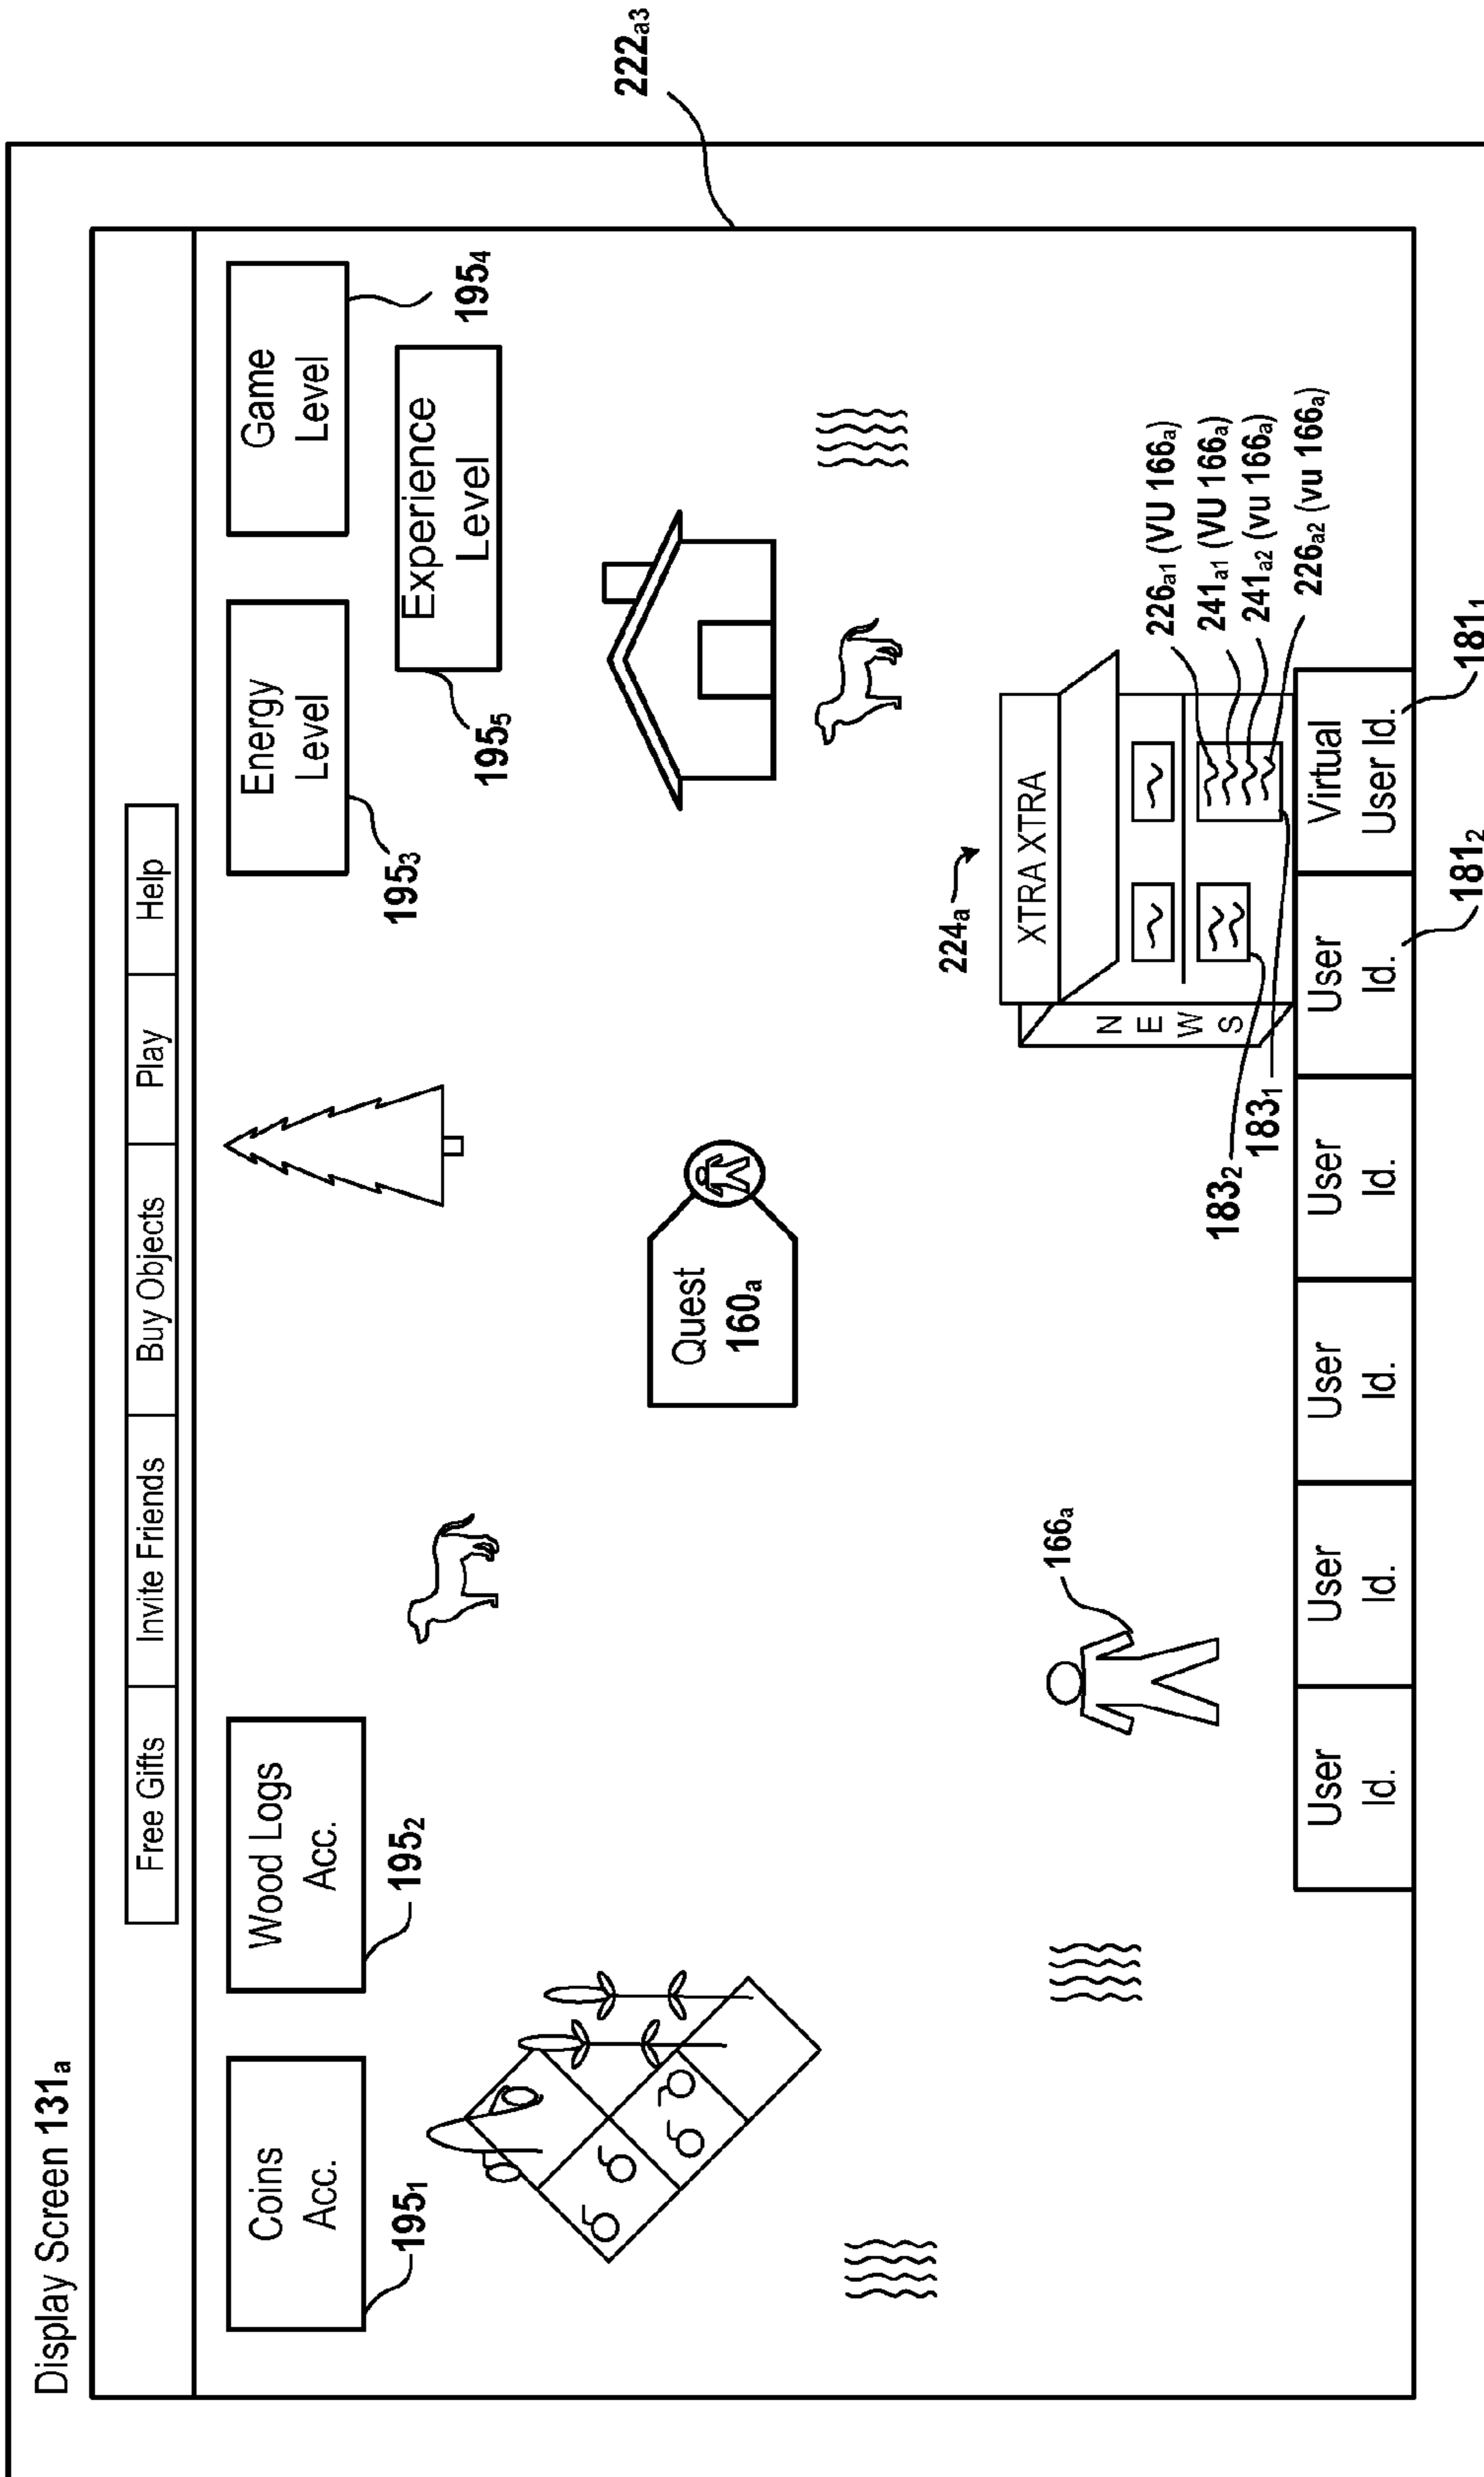 Display Screen 131a
Free Gifts
Invite Friends
Buy Objects
Play
Help
222a3
Coins
Acc.
1951
Wood Logs
Acc.
1952
Energy
Level
1953
Game
Level
1954
Experience
Level
1955
Quest
160a
166a
224a
XTRA XTRA
NEWS
226a1 (VU 166a)
241a1 (VU 166a)
241a2 (vu 166a)
226a2 (vu 166a)
1832
1831
User
Id.
User
Id.
User
Id.
User
Id.
User
Id.
Virtual
User Id.
1812
1811